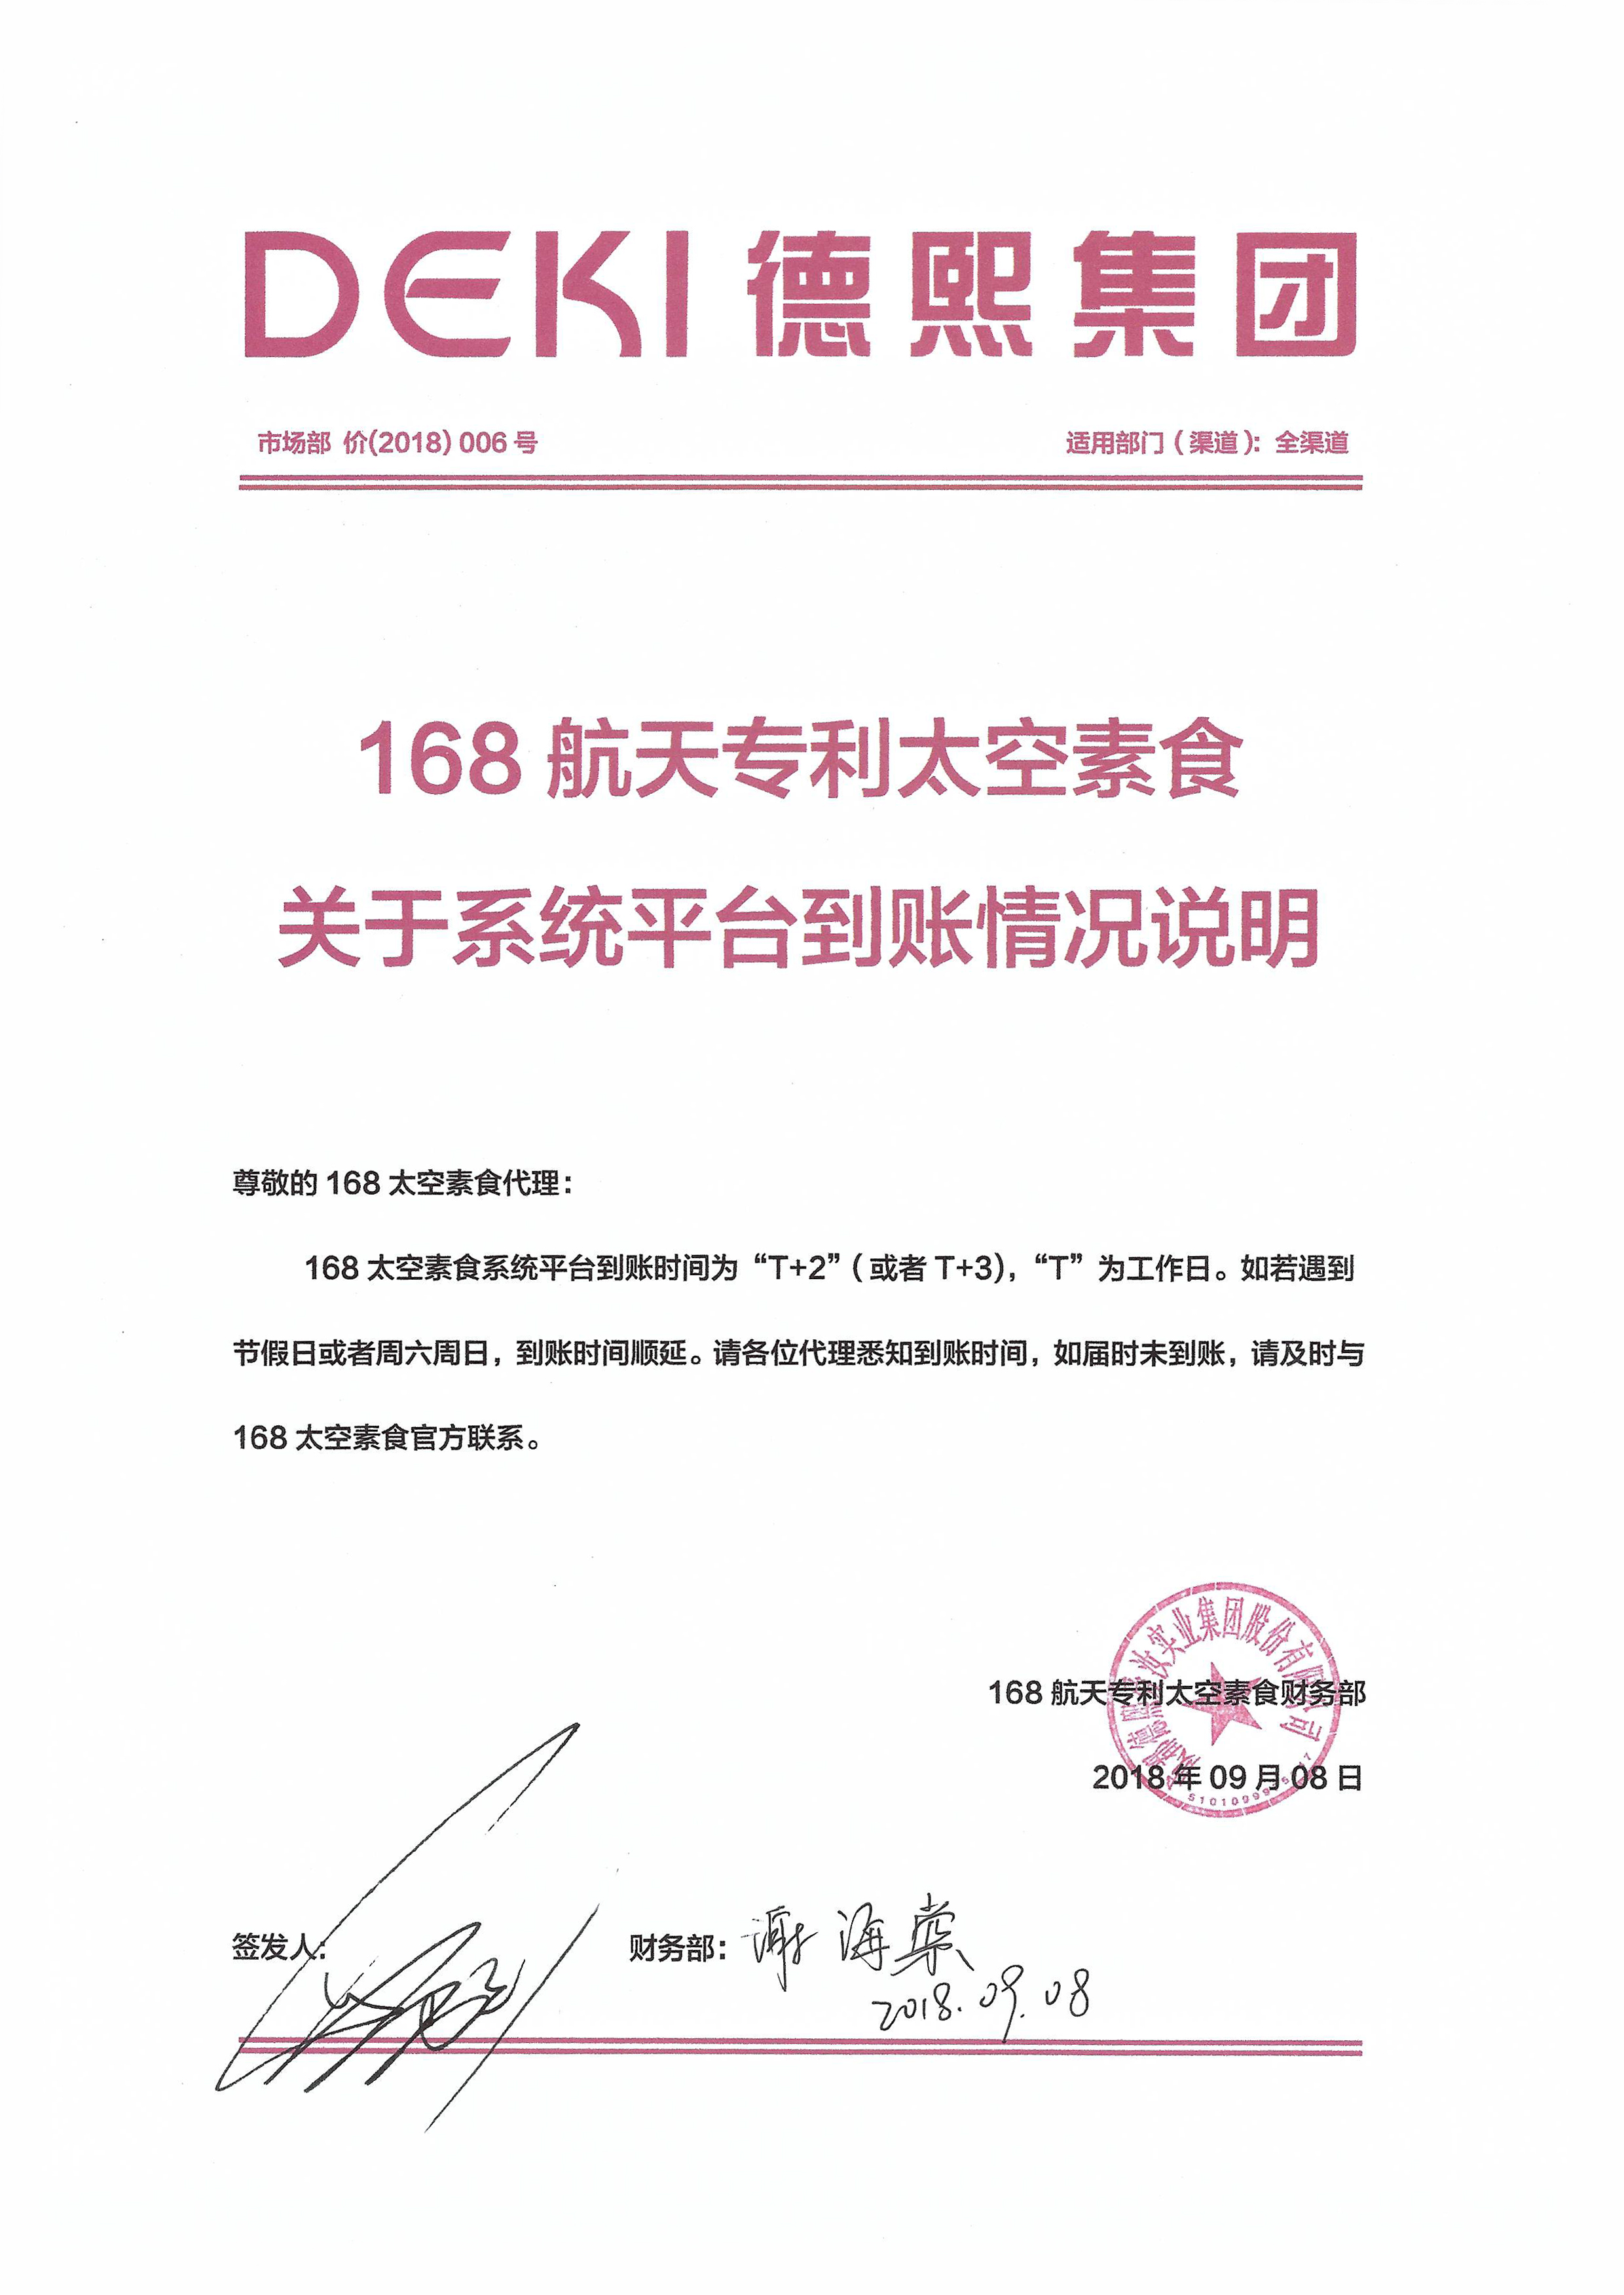 DEKI 德熙集团
市场部 价(2018) 006 号 适用部门（渠道）：全渠道
168 航天专利太空素食
关于系统平台到账情况说明
尊敬的 168 太空素食代理：
168 太空素食系统平台到账时间为“T+2”（或者 T+3），“T”为工作日。如若遇到
节假日或者周六周日，到账时间顺延。请各位代理悉知到账时间，如届时未到账，请及时与
168 太空素食官方联系。
实业集团股份有限公司
168 航天专利太空素食财务部
2018 年 09 月 08 日
签发人：
财务部：谢海棠
2018.09.08